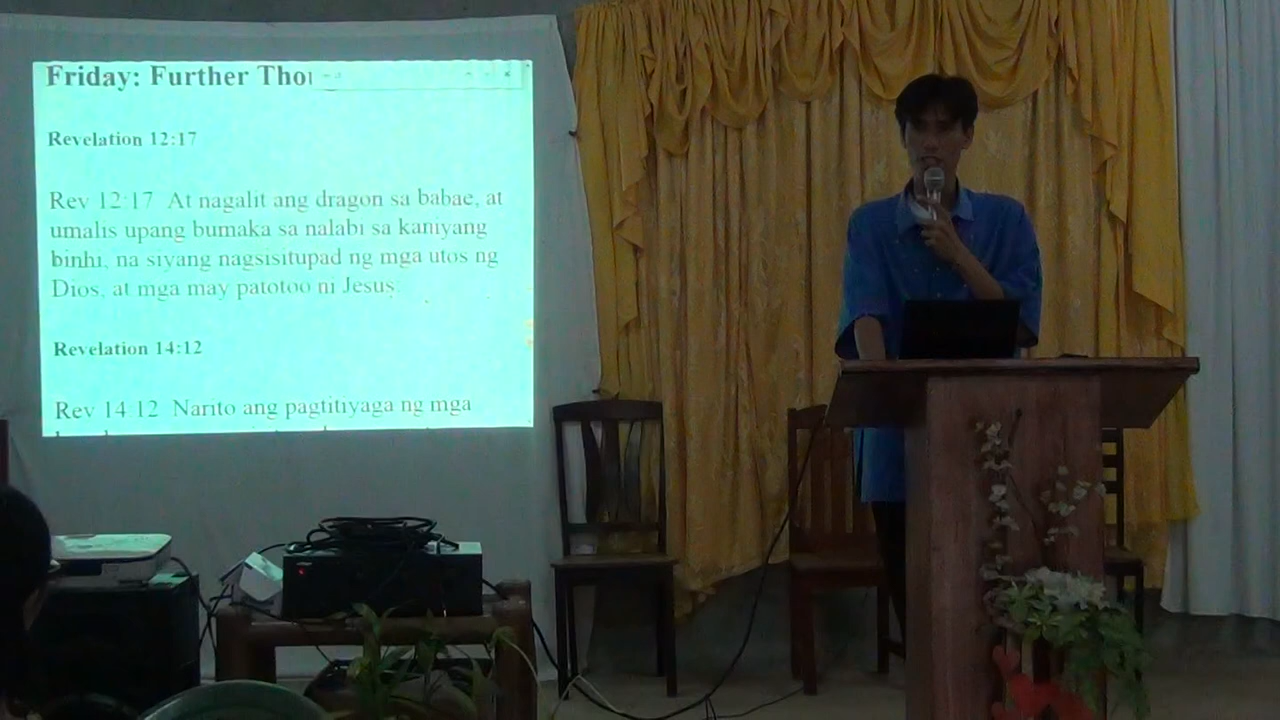 Friday: Further Thou
Revelation 12:17
Rev 12:17 At nagalit ang dragon sa babae, at
umalis upang bumaka sa nalabi sa kaniyang
binhi, na siyang nagsisitupad ng mga utos ng
Dios, at mga may patotoo ni Jesus:
Revelation 14:12
Rev 14:12 Narito ang pagtitiyaga ng mga